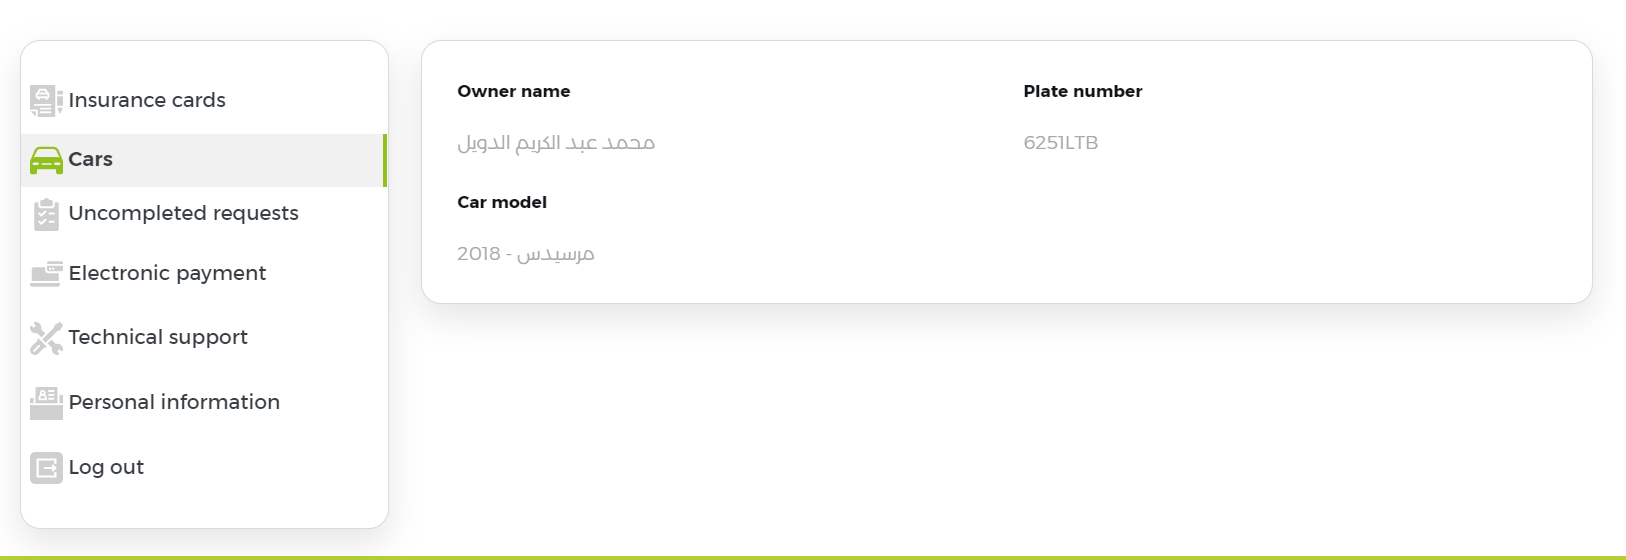 Insurance cards
Cars
Uncompleted requests
Electronic payment
Technical support
Personal information
Log out
Owner name
محمد عبد الكريم الدويل
Plate number
6251LTB
Car model
مرسيدس - 2018